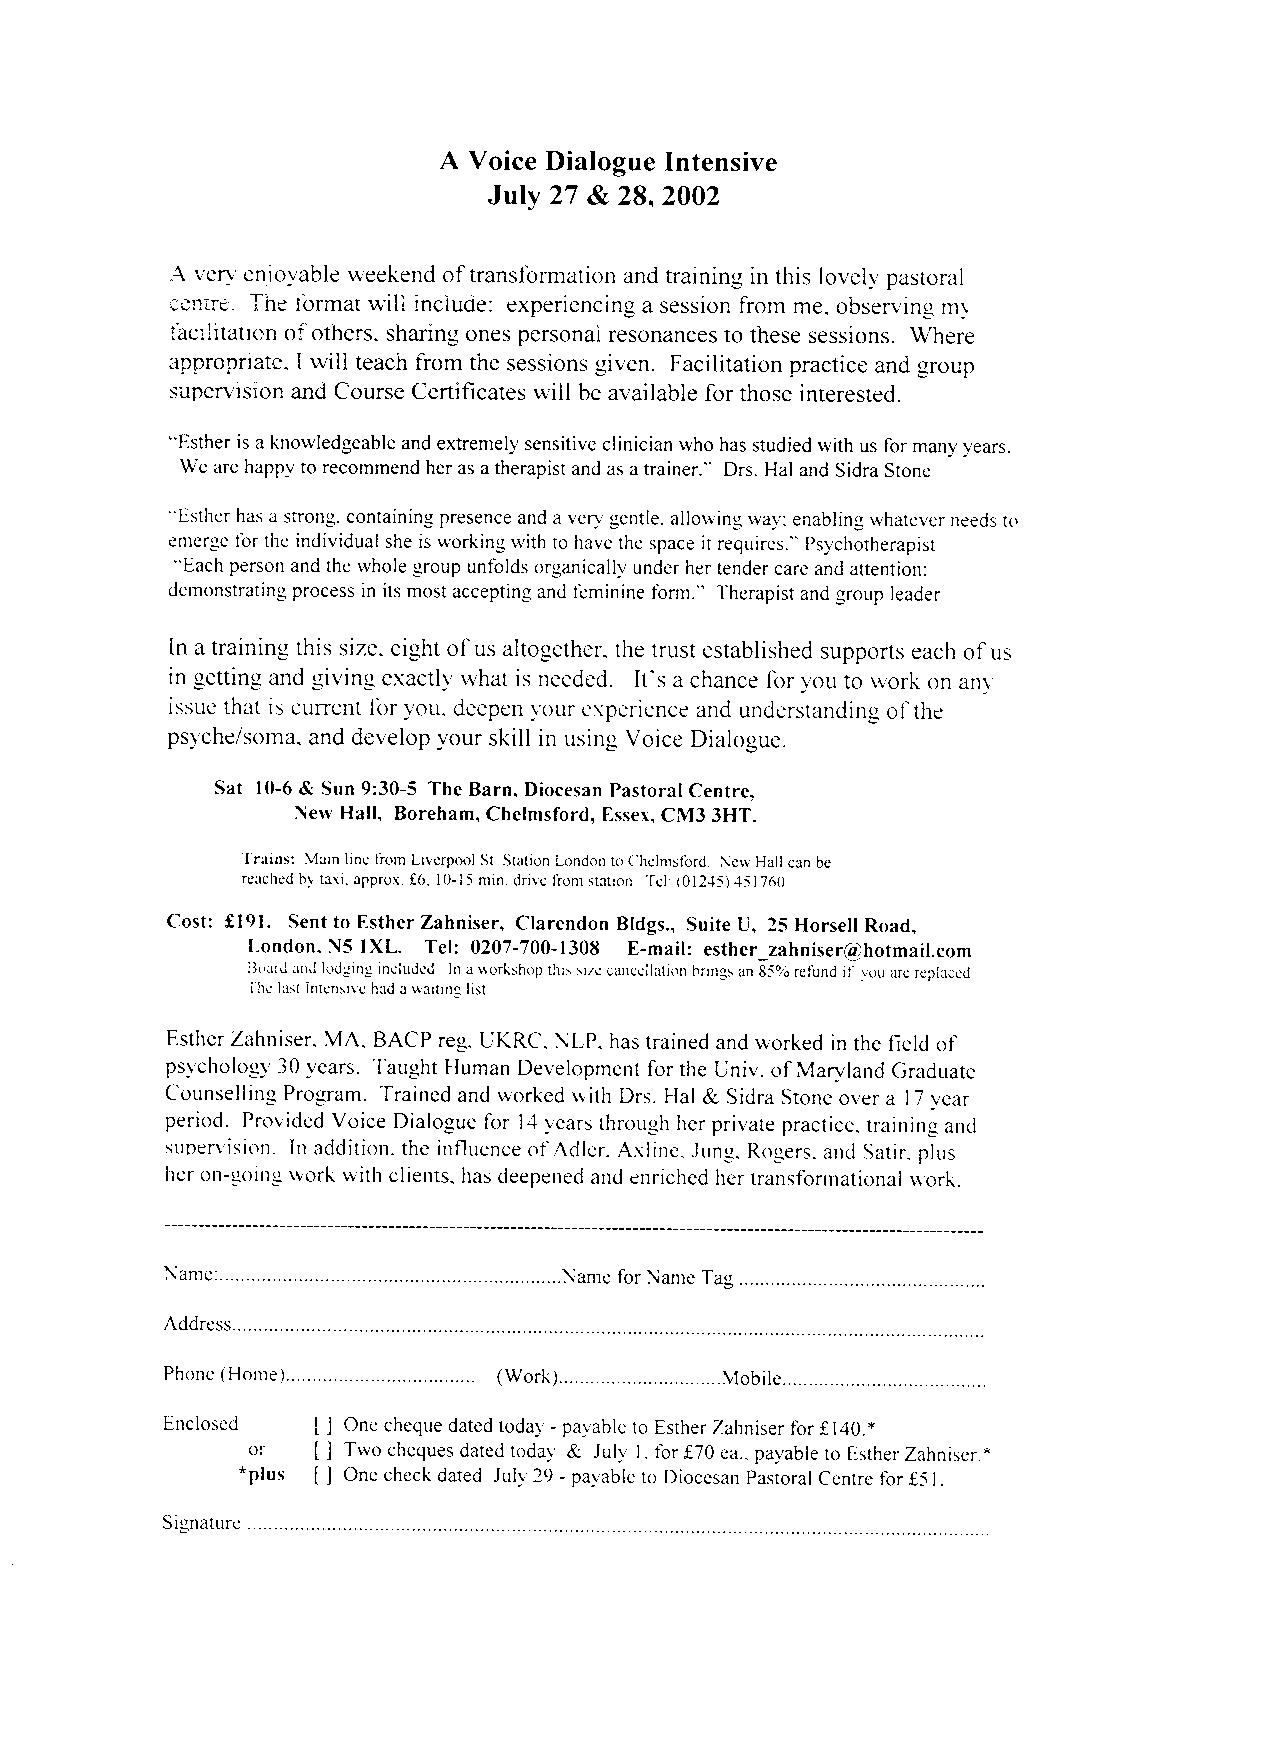 A Voice Dialogue Intensive
July 27 & 28, 2002
A very enjoyable weekend of transformation and training in this lovely pastoral
centre. The format will include: experiencing a session from me, observing my
facilitation of others, sharing ones personal resonances to these sessions. Where
appropriate, I will teach from the sessions given. Facilitation practice and group
supervision and Course Certificates will be available for those interested.
"Esther is a knowledgeable and extremely sensitive clinician who has studied with us for many years.
We are happy to recommend her as a therapist and as a trainer." Drs. Hal and Sidra Stone
"Esther has a strong, containing presence and a very gentle, allowing way; enabling whatever needs to
emerge for the individual she is working with to have the space it requires." Psychotherapist
"Each person and the whole group unfolds organically under her tender care and attention:
demonstrating process in its most accepting and feminine form." Therapist and group leader
In a training this size, eight of us altogether, the trust established supports each of us
in getting and giving exactly what is needed. It's a chance for you to work on any
issue that is current for you, deepen your experience and understanding of the
psyche/soma, and develop your skill in using Voice Dialogue.
Sat 10-6 & Sun 9:30-5 The Barn, Diocesan Pastoral Centre,
New Hall, Boreham, Chelmsford, Essex, CM3 3HT.
Trains: Main line from Liverpool St Station London to Chelmsford. New Hall can be
reached by taxi, approx. £6, 10-15 min. drive from station Tel: (01245) 451760
Cost: £191. Sent to Esther Zahniser, Clarendon Bldgs., Suite U, 25 Horsell Road,
London, N5 1XL. Tel: 0207-700-1308 E-mail: esther_zahniser@hotmail.com
Board and lodging included In a workshop this size cancellation brings an 85% refund if you are replaced
The last Intensive had a waiting list
Esther Zahniser, MA, BACP reg. UKRC, NLP, has trained and worked in the field of
psychology 30 years. Taught Human Development for the Univ. of Maryland Graduate
Counselling Program. Trained and worked with Drs. Hal & Sidra Stone over a 17 year
period. Provided Voice Dialogue for 14 years through her private practice, training and
supervision. In addition, the influence of Adler, Axline, Jung, Rogers, and Satir, plus
her on-going work with clients, has deepened and enriched her transformational work.
Name:.................................................................Name for Name Tag ...............................................
Address................................................................................................................................................
Phone (Home).................................... (Work)...............................Mobile.......................................
Enclosed [ ] One cheque dated today - payable to Esther Zahniser for £140.*
or [ ] Two cheques dated today & July 1, for £70 ea., payable to Esther Zahniser.*
*plus [ ] One check dated July 29 - payable to Diocesan Pastoral Centre for £51.
Signature ..............................................................................................................................................